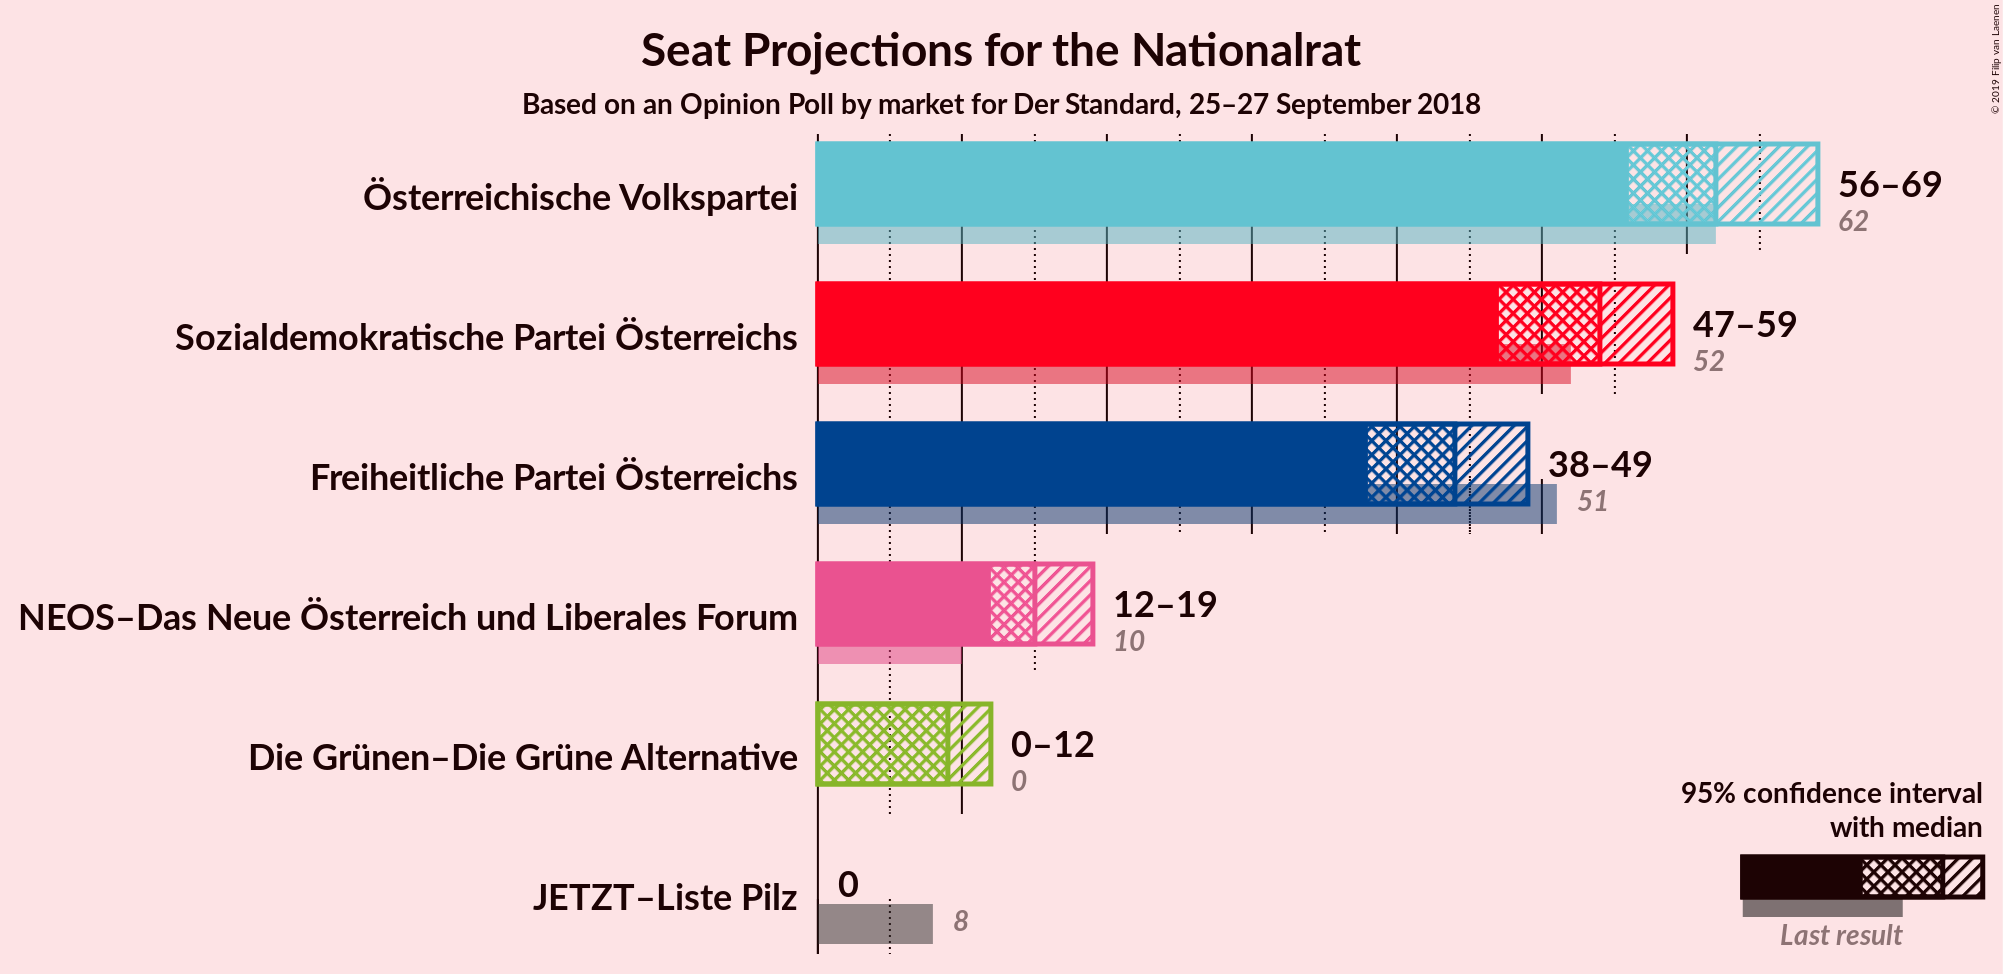 Seat Projections for the Nationalrat
Based on an Opinion Poll by market for Der Standard, 25–27 September 2018
© 2019 Filip van Laenen
Österreichische Volkspartei
56–69
62
Sozialdemokratische Partei Österreichs
47–59
52
Freiheitliche Partei Österreichs
38–49
51
NEOS–Das Neue Österreich und Liberales Forum
12–19
10
Die Grünen–Die Grüne Alternative
0–12
0
JETZT–Liste Pilz
0
8
95% confidence interval
with median
Last result